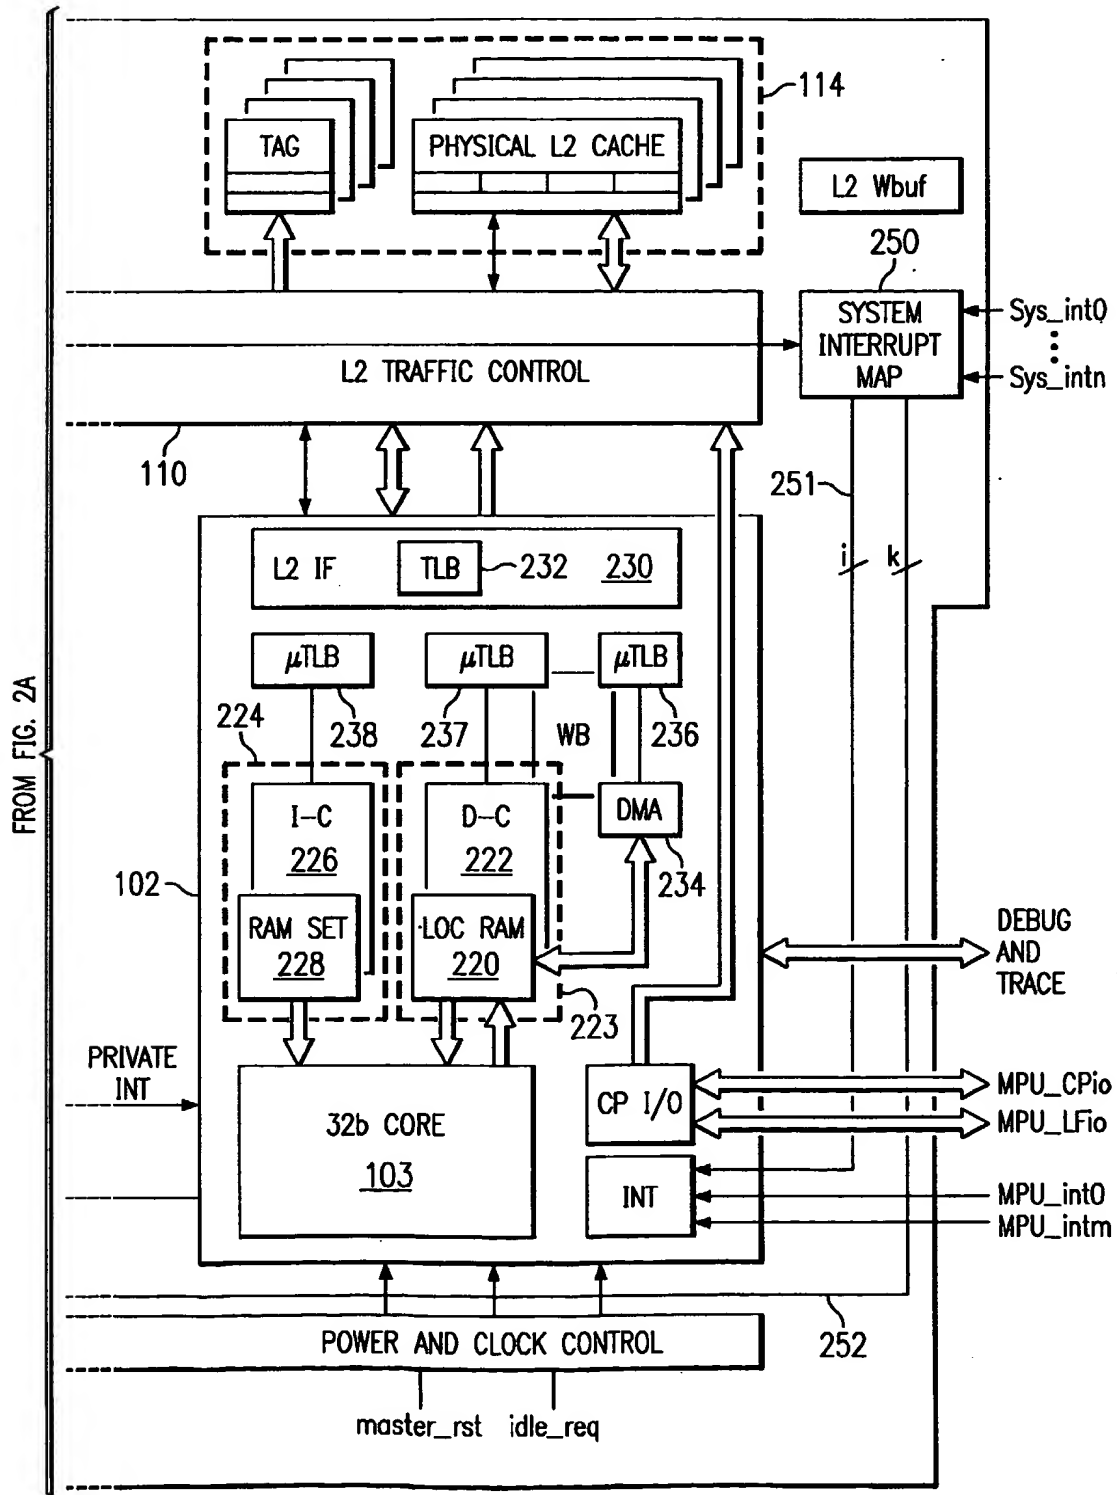 114
TAG
PHYSICAL L2 CACHE
L2 Wbuf
250
SYSTEM
INTERRUPT
MAP
Sys_int0
Sys_intn
L2 TRAFFIC CONTROL
110
251
i
k
L2 IF
TLB
232
230
μTLB
μTLB
μTLB
224
238
237
WB
236
FROM FIG. 2A
I-C
226
D-C
222
DMA
234
102
RAM SET
228
LOC RAM
220
223
DEBUG
AND
TRACE
PRIVATE
INT
32b CORE
103
CP I/O
MPU_CPio
MPU_LFio
INT
MPU_int0
MPU_intm
252
POWER AND CLOCK CONTROL
master_rst idle_req